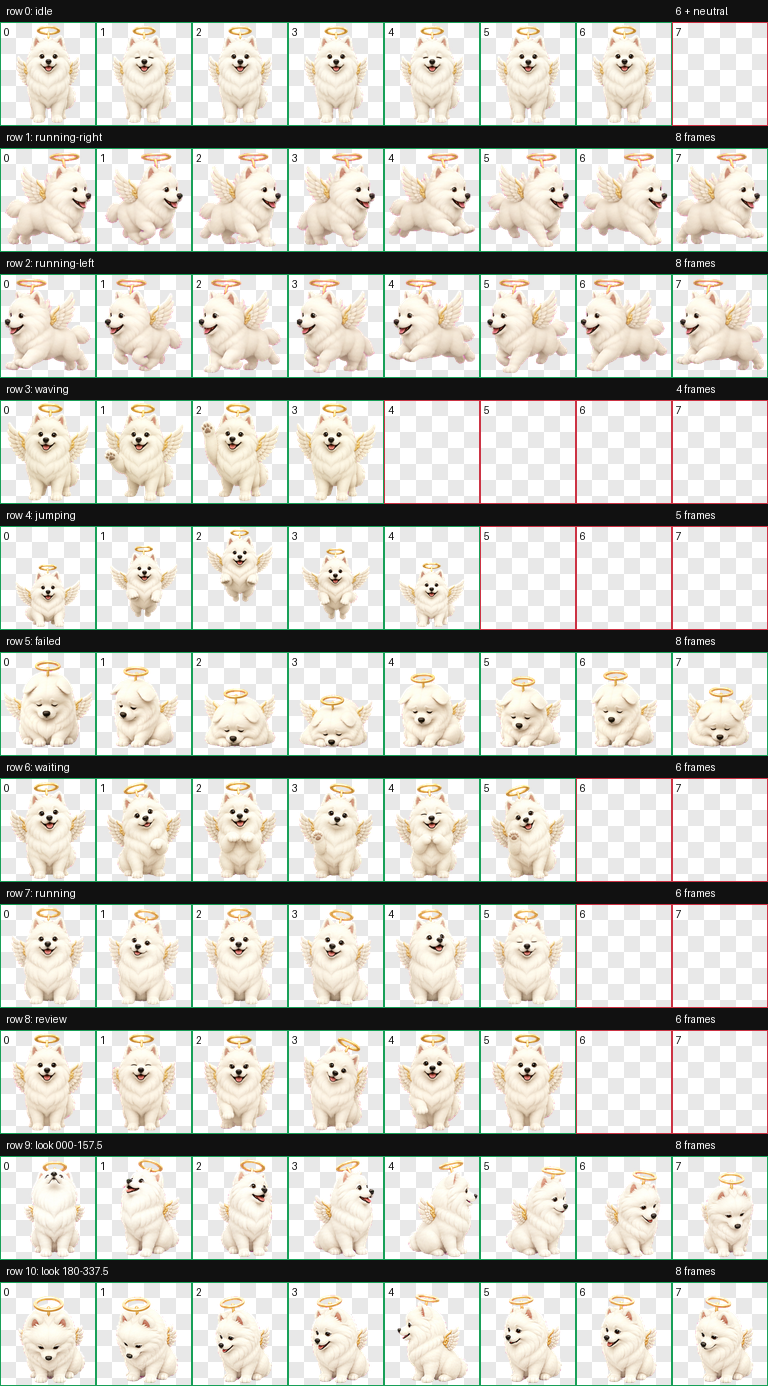 row 0: idle 6 + neutral
0 1 2 3 4 5 6 7
row 1: running-right 8 frames
0 1 2 3 4 5 6 7
row 2: running-left 8 frames
0 1 2 3 4 5 6 7
row 3: waving 4 frames
0 1 2 3 4 5 6 7
row 4: jumping 5 frames
0 1 2 3 4 5 6 7
row 5: failed 8 frames
0 1 2 3 4 5 6 7
row 6: waiting 6 frames
0 1 2 3 4 5 6 7
row 7: running 6 frames
0 1 2 3 4 5 6 7
row 8: review 6 frames
0 1 2 3 4 5 6 7
row 9: look 000-157.5 8 frames
0 1 2 3 4 5 6 7
row 10: look 180-337.5 8 frames
0 1 2 3 4 5 6 7